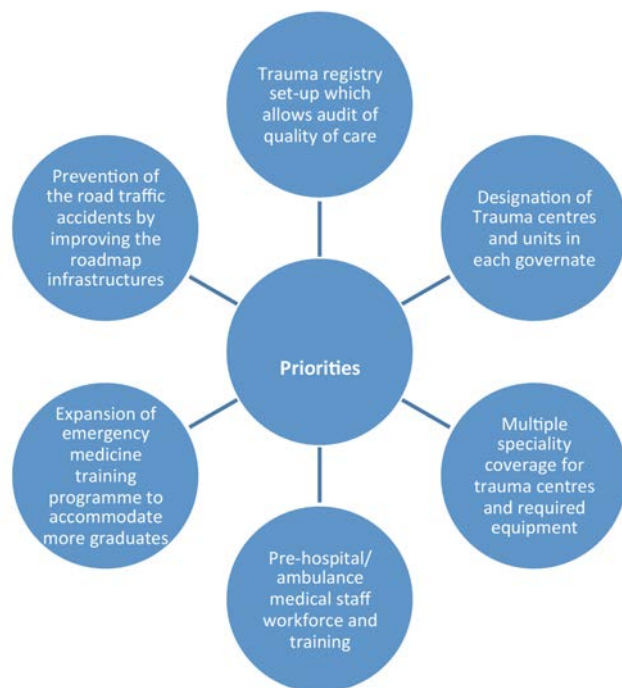 Trauma registry
set-up which
allows audit of
quality of care
Designation of
Trauma centres
and units in
each governate
Multiple
speciality
coverage for
trauma centres
and required
equipment
Pre-hospital/
ambulance
medical staff
workforce and
training
Expansion of
emergency
medicine
training
programme to
accommodate
more graduates
Prevention of
the road traffic
accidents by
improving the
roadmap
infrastructures
Priorities